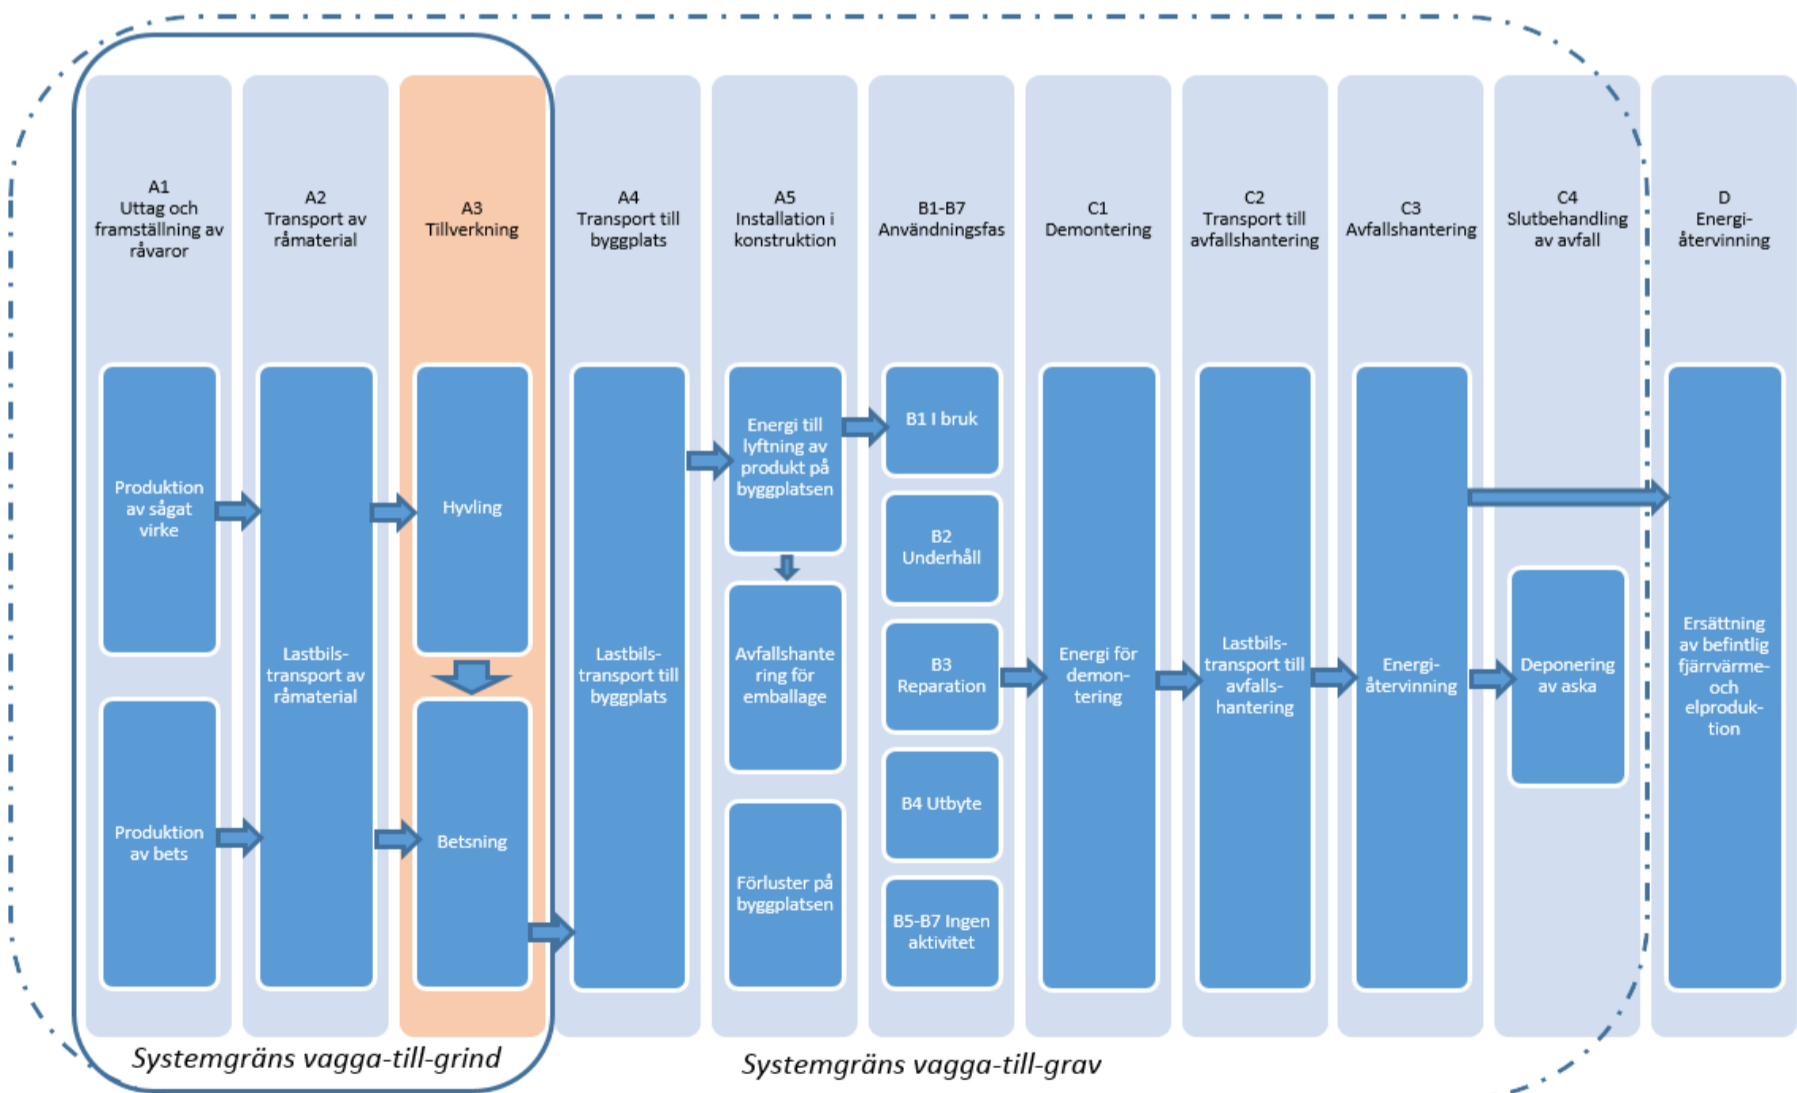 A1
Uttag och
framställning av
råvaror
A2
Transport av
råmaterial
A3
Tillverkning
A4
Transport till
byggplats
A5
Installation i
konstruktion
B1-B7
Användningsfas
C1
Demontering
C2
Transport till
avfallshantering
C3
Avfallshantering
C4
Slutbehandling
av avfall
D
Energi-
återvinning
Produktion
av sågat
virke
Produktion
av bets
Lastbils-
transport av
råmaterial
Hyvling
Betsning
Lastbils-
transport till
byggplats
Energi till
lyftning av
produkt på
byggplatsen
Avfallshante
ring för
emballage
Förluster på
byggplatsen
B1 I bruk
B2
Underhåll
B3
Reparation
B4 Utbyte
B5-B7 Ingen
aktivitet
Energi för
demon-
tering
Lastbils-
transport till
avfalls-
hantering
Energi-
återvinning
Deponering
av aska
Ersättning
av befintlig
fjärrvärme-
och
elproduk-
tion
Systemgräns vagga-till-grind
Systemgräns vagga-till-grav